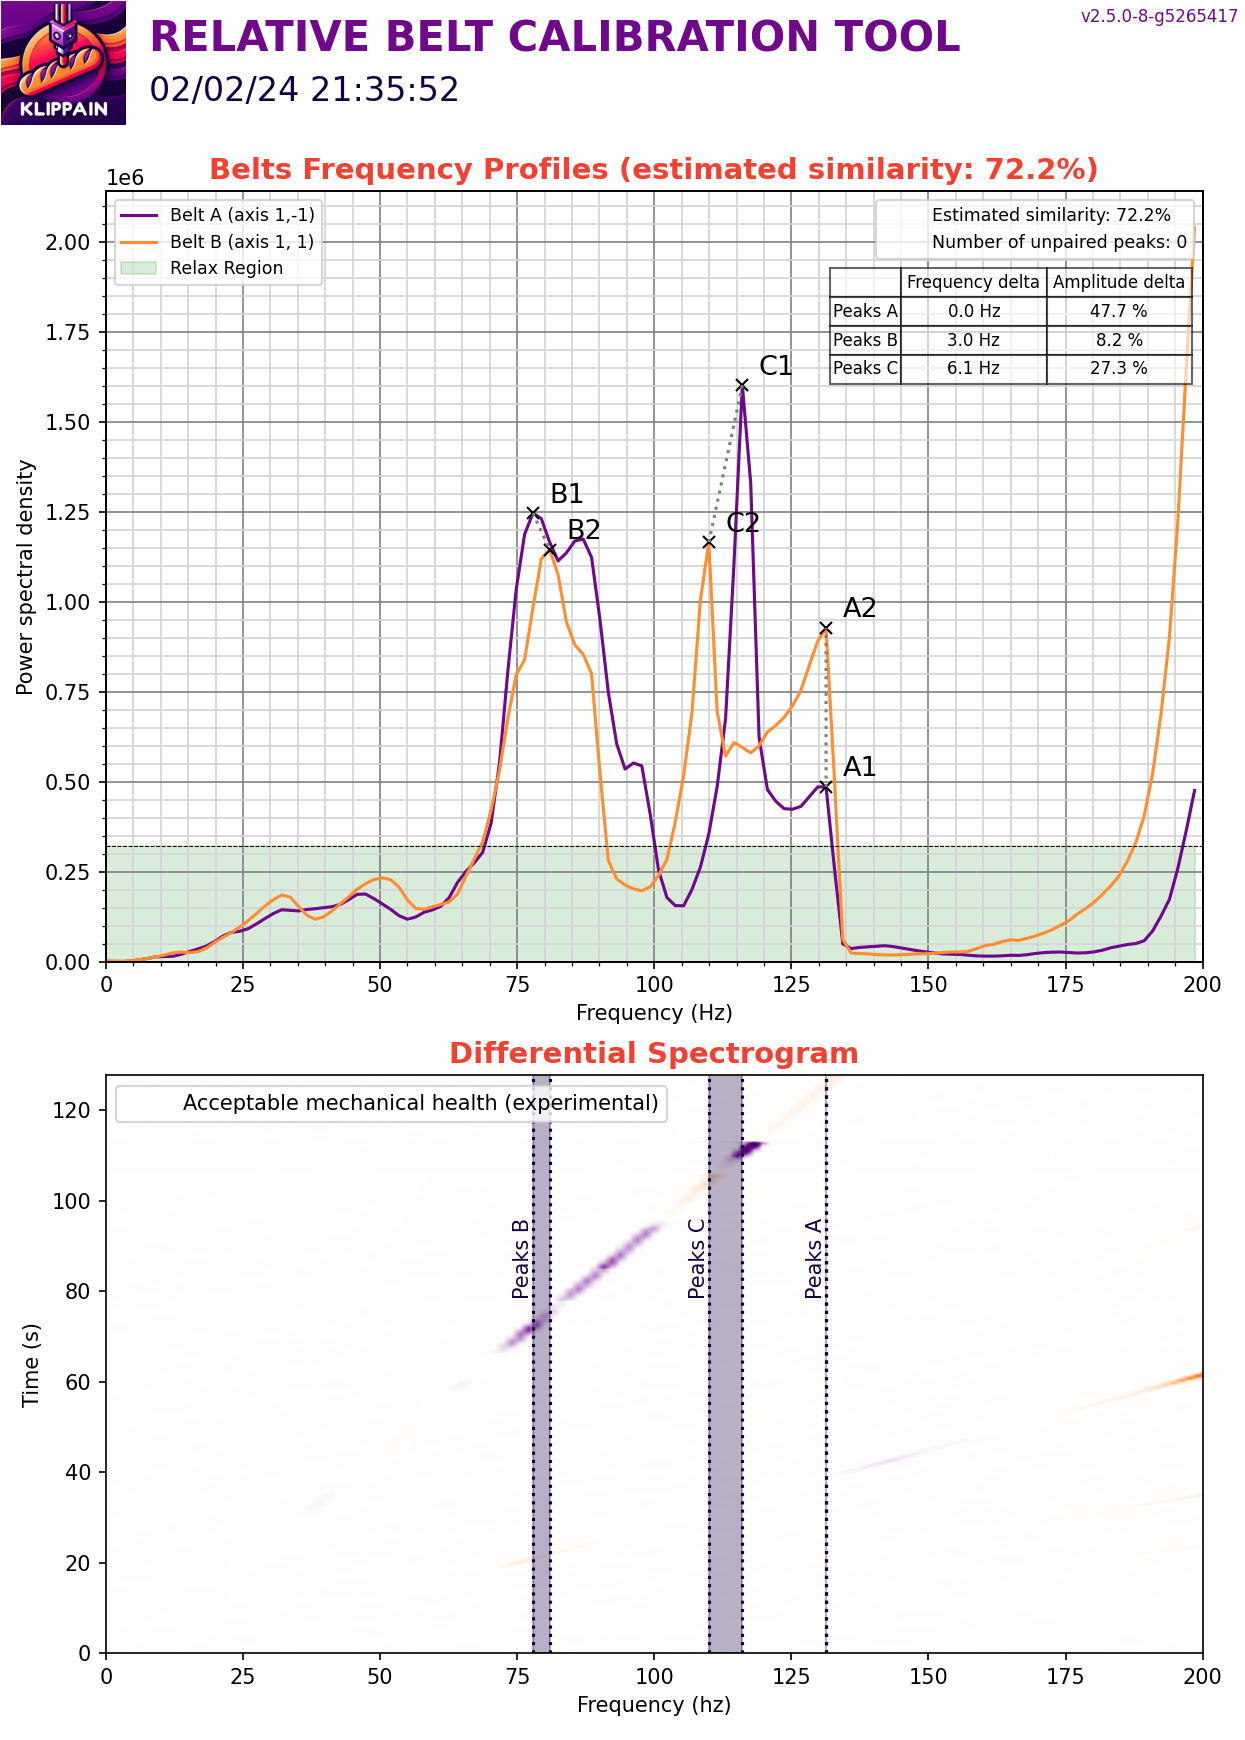 KLIPPAIN
RELATIVE BELT CALIBRATION TOOL
v2.5.0-8-g5265417
02/02/24 21:35:52
Belts Frequency Profiles (estimated similarity: 72.2%)
1e6
Belt A (axis 1,-1)
Belt B (axis 1, 1)
Relax Region
Estimated similarity: 72.2%
Number of unpaired peaks: 0
Frequency delta Amplitude delta
Peaks A 0.0 Hz 47.7 %
Peaks B 3.0 Hz 8.2 %
Peaks C 6.1 Hz 27.3 %
C1
B1
B2
C2
A2
A1
Power spectral density
2.00
1.75
1.50
1.25
1.00
0.75
0.50
0.25
0.00
0 25 50 75 100 125 150 175 200
Frequency (Hz)
Differential Spectrogram
Acceptable mechanical health (experimental)
Peaks B
Peaks C
Peaks A
Time (s)
120
100
80
60
40
20
0
0 25 50 75 100 125 150 175 200
Frequency (hz)